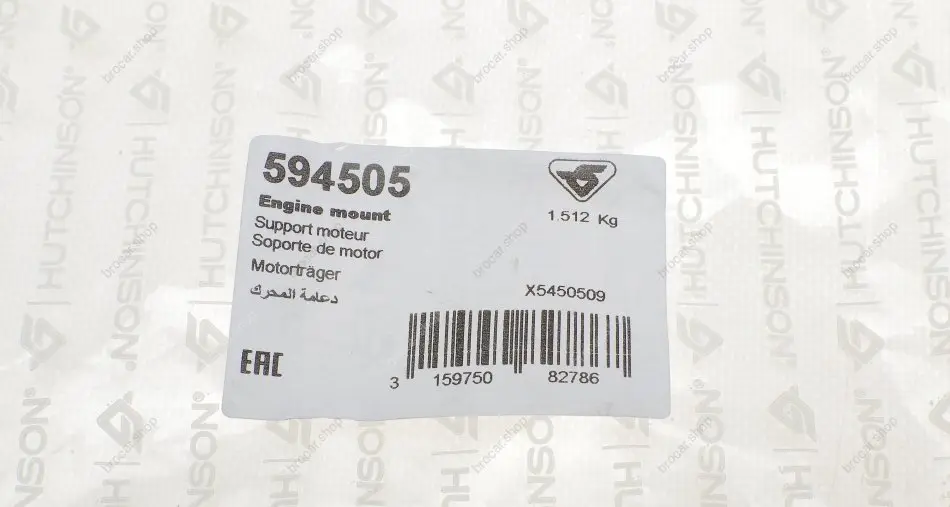 594505
Engine mount
Support moteur
Soporte de motor
Motorträger
دعامة المحرك
1.512 Kg
X5450509
EAC
3 159750 82786
HUTCHINSON®
brocar.shop